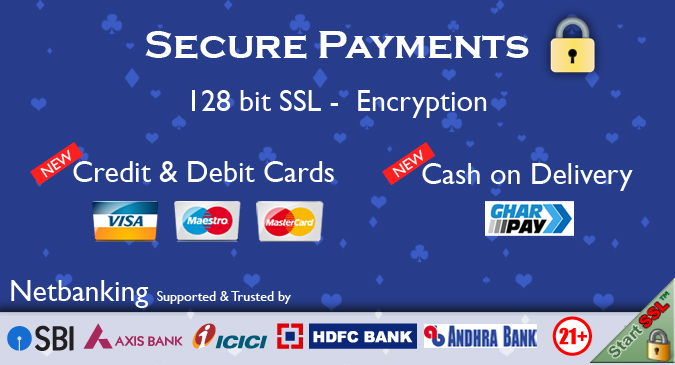 SECURE PAYMENTS
128 bit SSL - Encryption
NEW Credit & Debit Cards
NEW Cash on Delivery
VISA Maestro MasterCard
GHAR PAY
Netbanking Supported & Trusted by
SBI AXIS BANK ICICI HDFC BANK ANDHRA BANK 21+
StartSSL™